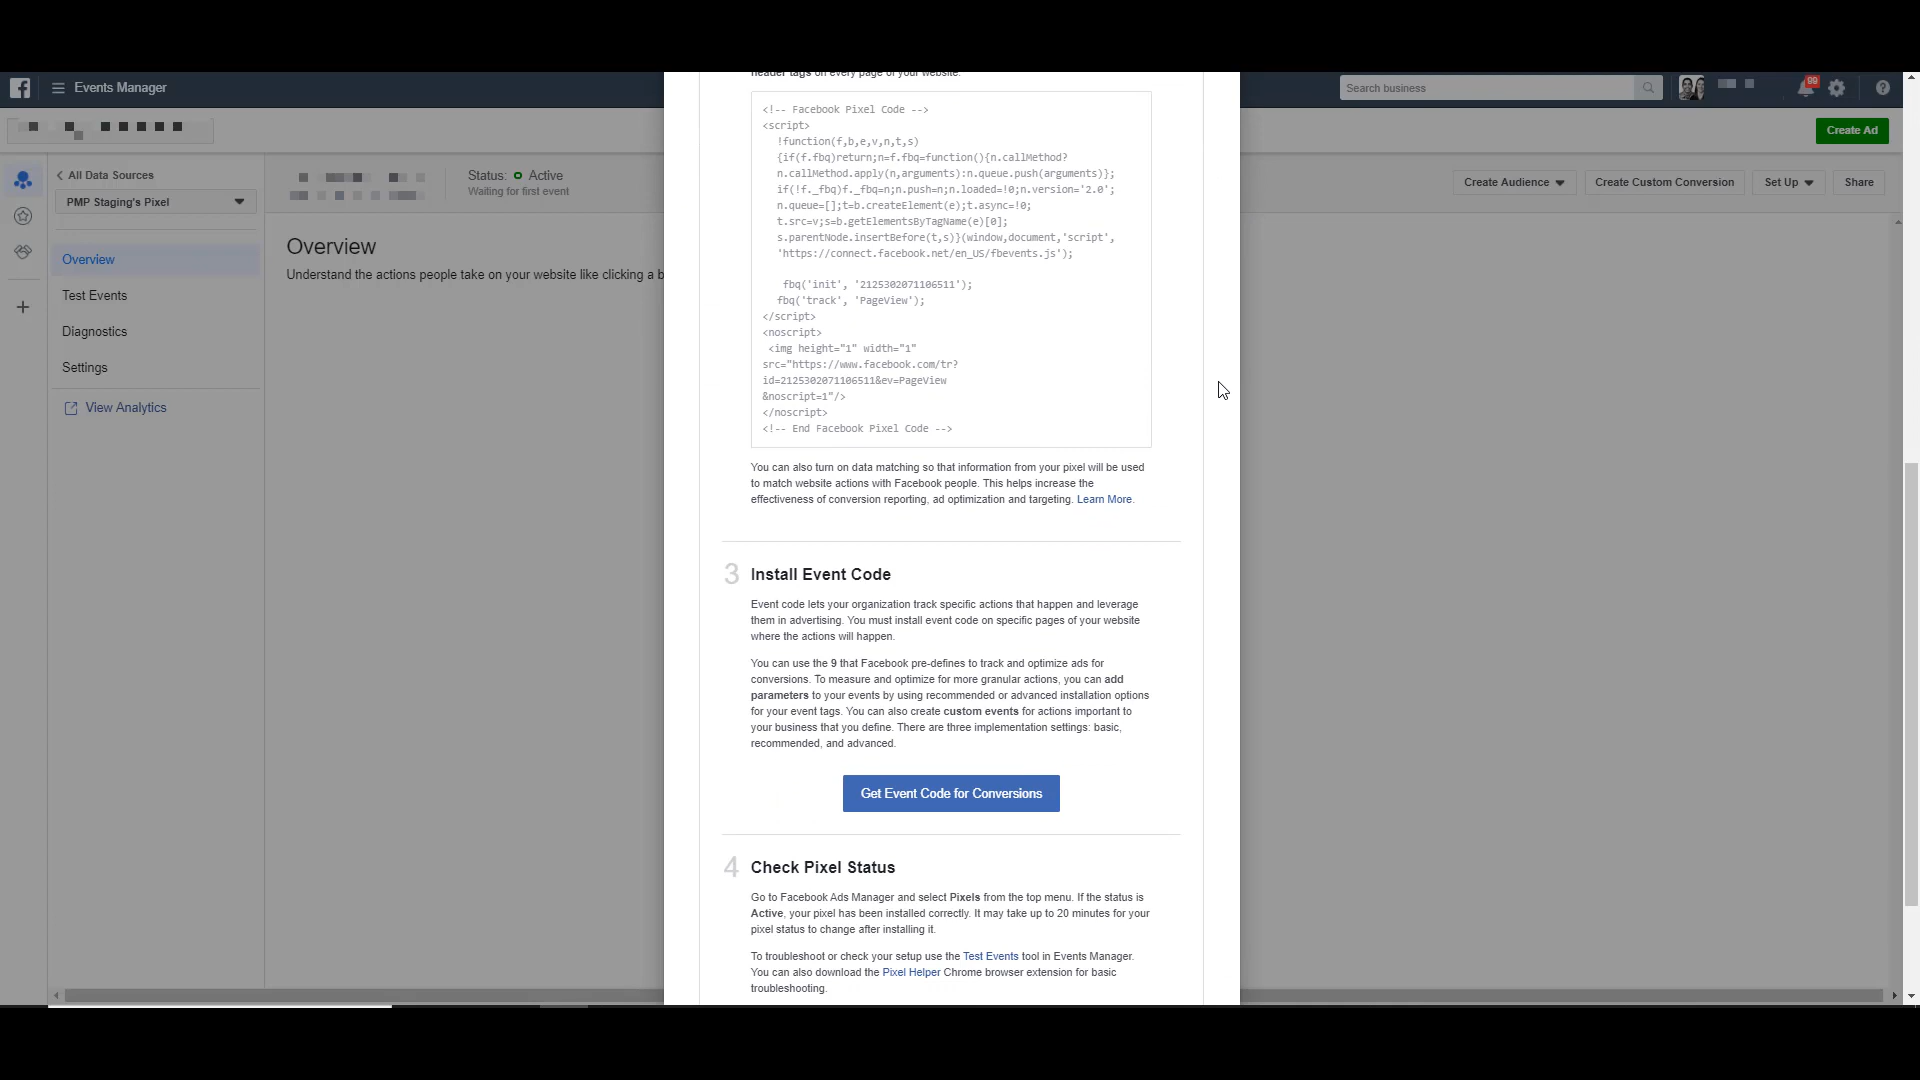 Events Manager
Search business
99
Create Ad
All Data Sources
PMP Staging's Pixel
Status: Active
Waiting for first event
Create Audience
Create Custom Conversion
Set Up
Share
Overview
Test Events
Diagnostics
Settings
View Analytics
Overview
Understand the actions people take on your website like clicking a b
header tags on every page of your website.
<!-- Facebook Pixel Code -->
<script>
!function(f,b,e,v,n,t,s)
{if(f.fbq)return;n=f.fbq=function(){n.callMethod?
n.callMethod.apply(n,arguments):n.queue.push(arguments)};
if(!f._fbq)f._fbq=n;n.push=n;n.loaded=!0;n.version='2.0';
n.queue=[];t=b.createElement(e);t.async=!0;
t.src=v;s=b.getElementsByTagName(e)[0];
s.parentNode.insertBefore(t,s)}(window,document,'script',
'https://connect.facebook.net/en_US/fbevents.js');
fbq('init', '2125302071106511');
fbq('track', 'PageView');
</script>
<noscript>
<img height="1" width="1"
src="https://www.facebook.com/tr?
id=2125302071106511&ev=PageView
&noscript=1"/>
</noscript>
<!-- End Facebook Pixel Code -->
You can also turn on data matching so that information from your pixel will be used
to match website actions with Facebook people. This helps increase the
effectiveness of conversion reporting, ad optimization and targeting. Learn More.
3 Install Event Code
Event code lets your organization track specific actions that happen and leverage
them in advertising. You must install event code on specific pages of your website
where the actions will happen.
You can use the 9 that Facebook pre-defines to track and optimize ads for
conversions. To measure and optimize for more granular actions, you can add
parameters to your events by using recommended or advanced installation options
for your event tags. You can also create custom events for actions important to
your business that you define. There are three implementation settings: basic,
recommended, and advanced.
Get Event Code for Conversions
4 Check Pixel Status
Go to Facebook Ads Manager and select Pixels from the top menu. If the status is
Active, your pixel has been installed correctly. It may take up to 20 minutes for your
pixel status to change after installing it.
To troubleshoot or check your setup use the Test Events tool in Events Manager.
You can also download the Pixel Helper Chrome browser extension for basic
troubleshooting.